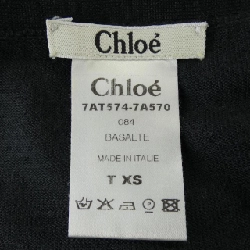 Chloé
Chloé
7AT574-7A570
084
BAGALTE
MADE IN ITALIE
T XS